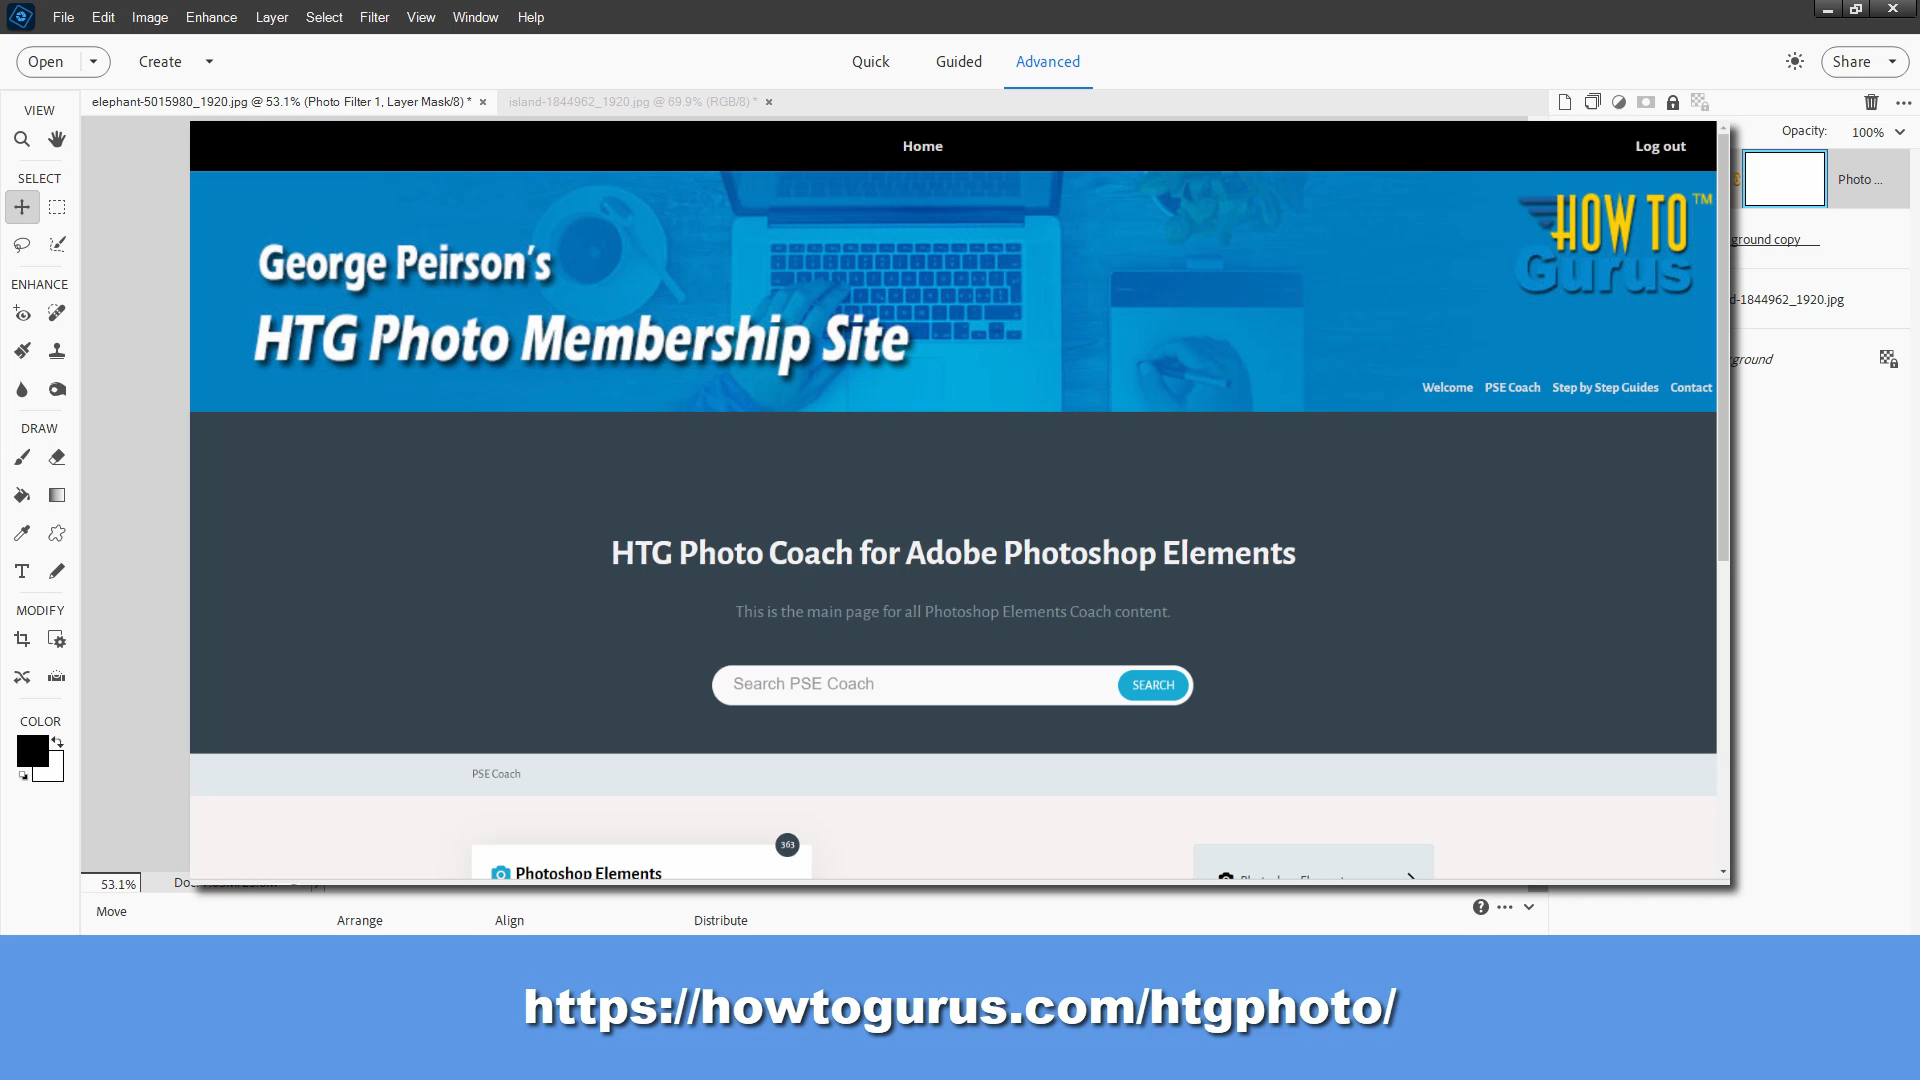 File Edit Image Enhance Layer Select Filter View Window Help
Open Create Quick Guided Advanced Share
elephant-5015980_1920.jpg @ 53.1% (Photo Filter 1, Layer Mask/8) * island-1844962_1920.jpg @ 69.9% (RGB/8) *
VIEW
Opacity: 100%
Home Log out
SELECT
Photo ...
HOW TO TM
Gurus
George Peirson's
HTG Photo Membership Site
ground copy
ENHANCE
d-1844962_1920.jpg
ground
Welcome PSE Coach Step by Step Guides Contact
DRAW
HTG Photo Coach for Adobe Photoshop Elements
This is the main page for all Photoshop Elements Coach content.
MODIFY
Search PSE Coach SEARCH
COLOR
PSE Coach
363
Photoshop Elements
53.1%
Move
Arrange Align Distribute
https://howtogurus.com/htgphoto/